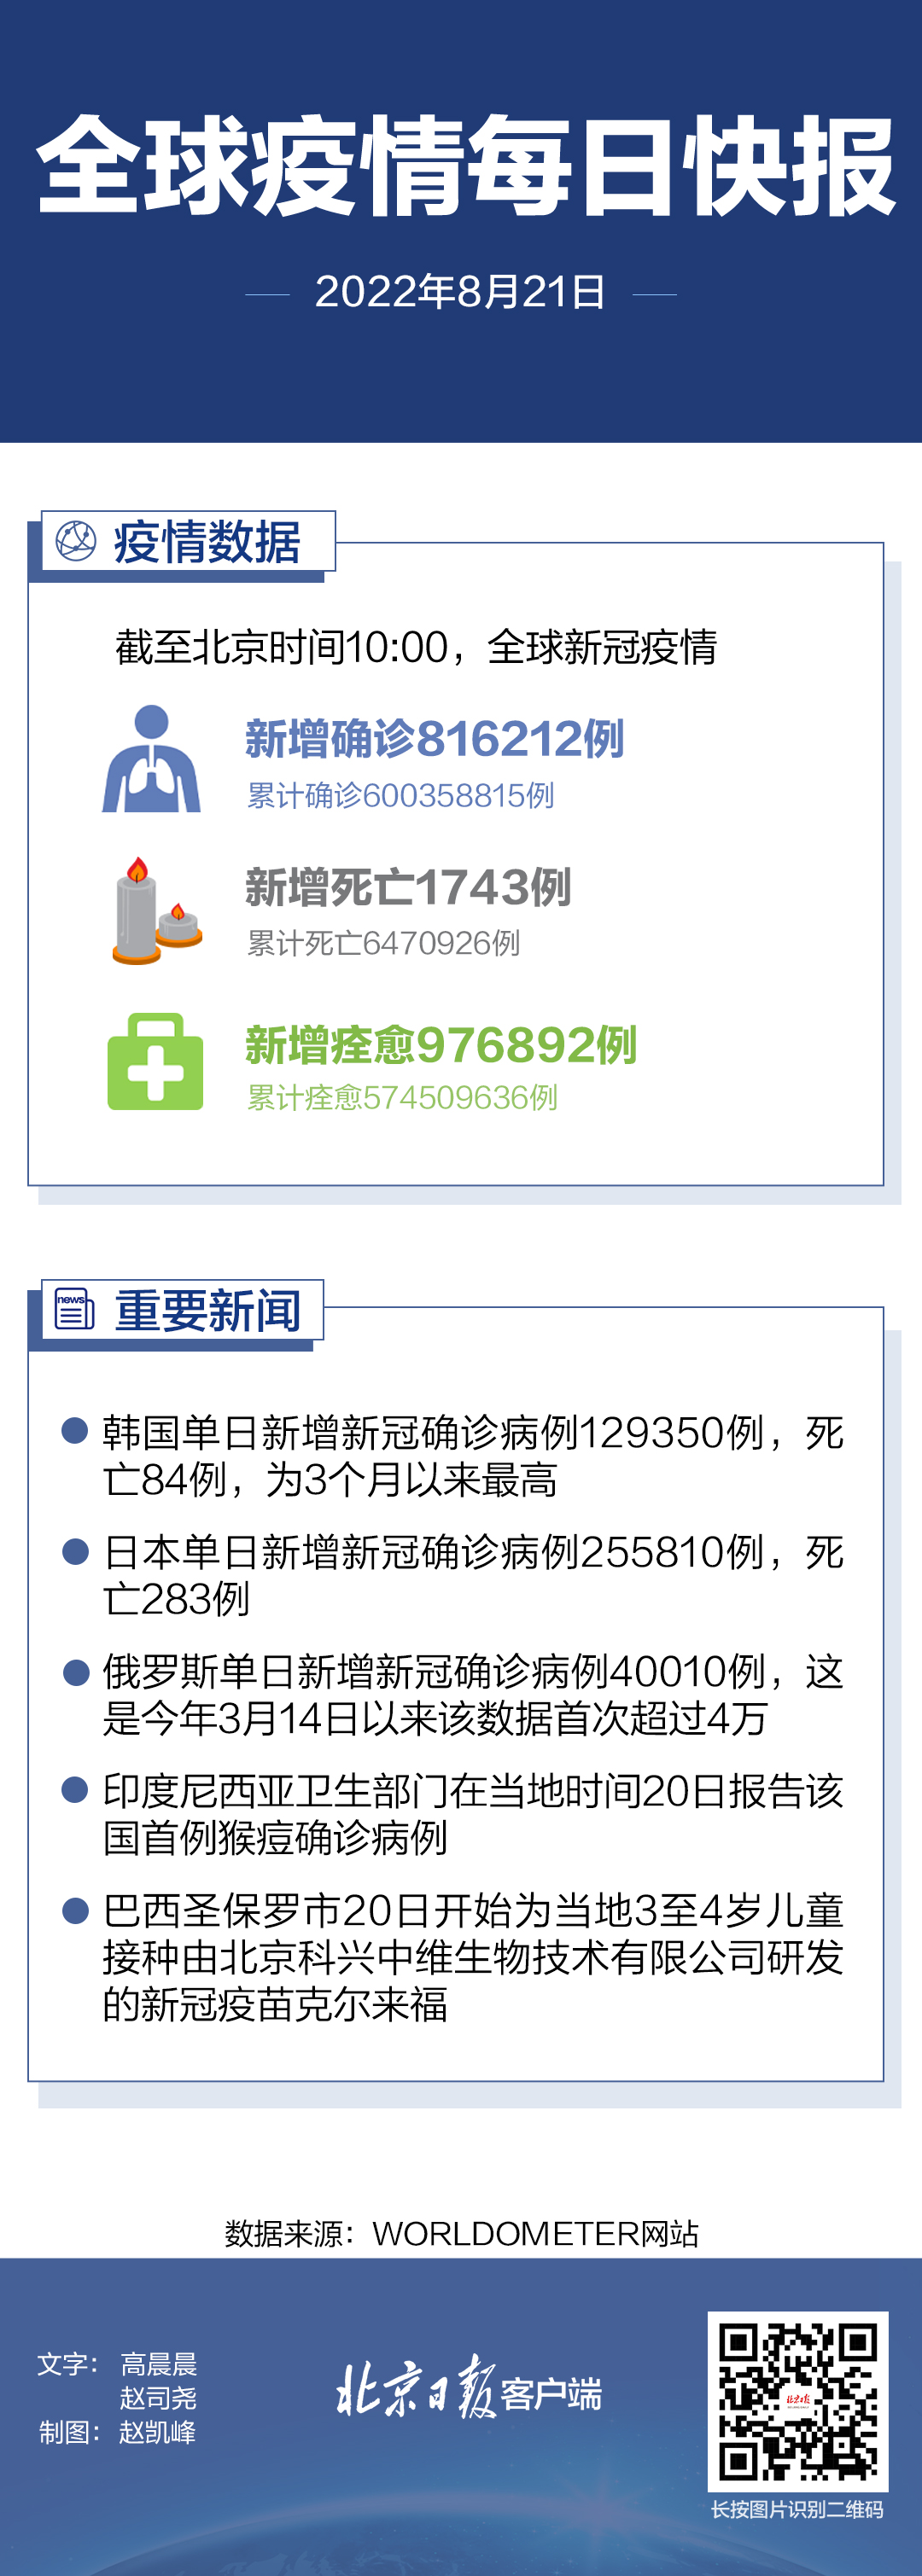 全球疫情每日快报
2022年8月21日
疫情数据
截至北京时间10:00，全球新冠疫情
新增确诊816212例
累计确诊600358815例
新增死亡1743例
累计死亡6470926例
新增痊愈976892例
累计痊愈574509636例
news
重要新闻
韩国单日新增新冠确诊病例129350例，死
亡84例，为3个月以来最高
日本单日新增新冠确诊病例255810例，死
亡283例
俄罗斯单日新增新冠确诊病例40010例，这
是今年3月14日以来该数据首次超过4万
印度尼西亚卫生部门在当地时间20日报告该
国首例猴痘确诊病例
巴西圣保罗市20日开始为当地3至4岁儿童
接种由北京科兴中维生物技术有限公司研发
的新冠疫苗克尔来福
数据来源：WORLDOMETER网站
文字： 高晨晨
赵司尧
制图： 赵凯峰
北京日报客户端
北京日报
长按图片识别二维码